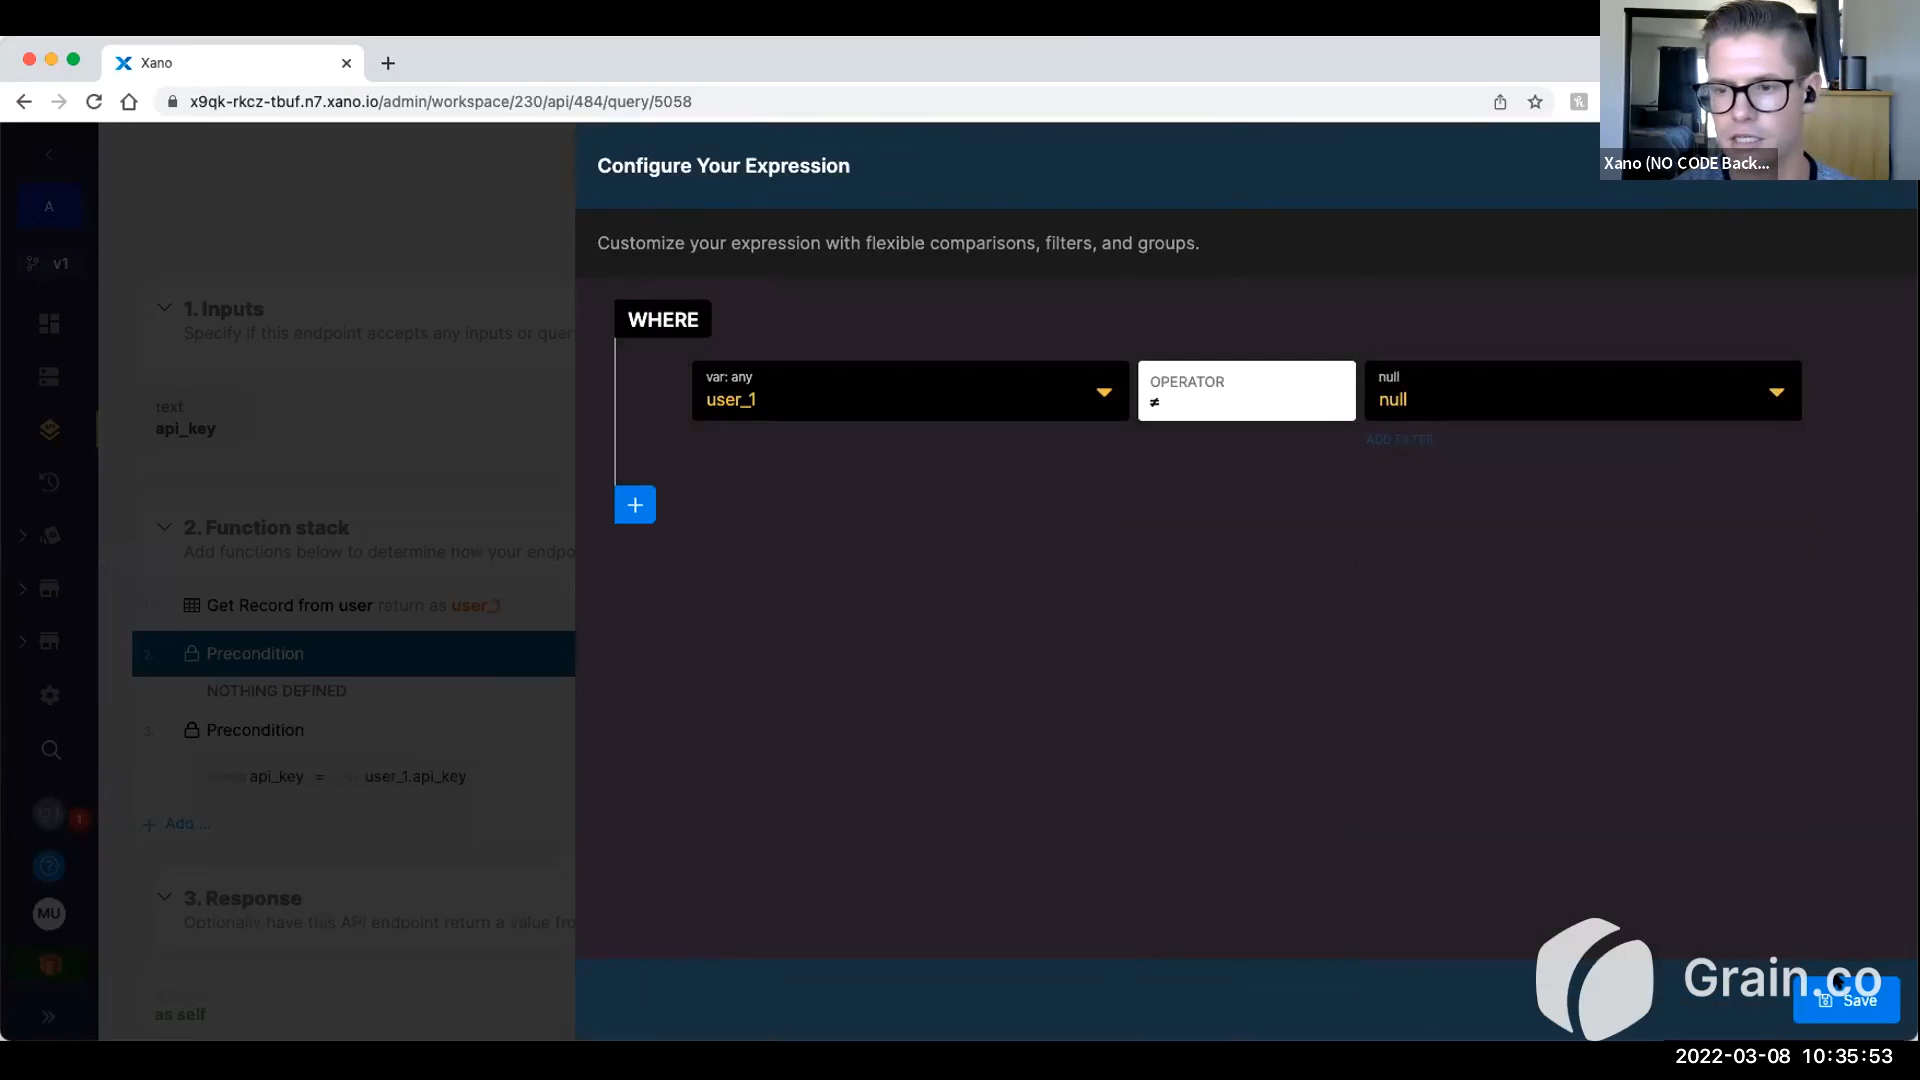 Xano
x9qk-rkcz-tbuf.n7.xano.io/admin/workspace/230/api/484/query/5058
Xano (NO CODE Back...
A
v1
Configure Your Expression
Customize your expression with flexible comparisons, filters, and groups.
WHERE
var: any
user_1
OPERATOR
≠
null
null
ADD FILTER
1. Inputs
Specify if this endpoint accepts any inputs or quer
text
api_key
2. Function stack
Add functions below to determine how your endpo
Get Record from user return as user_1
2. Precondition
NOTHING DEFINED
3. Precondition
api_key = user_1.api_key
+ Add ...
1
3. Response
Optionally have this API endpoint return a value fro
MU
as self
Grain.co
Save
2022-03-08 10:35:53